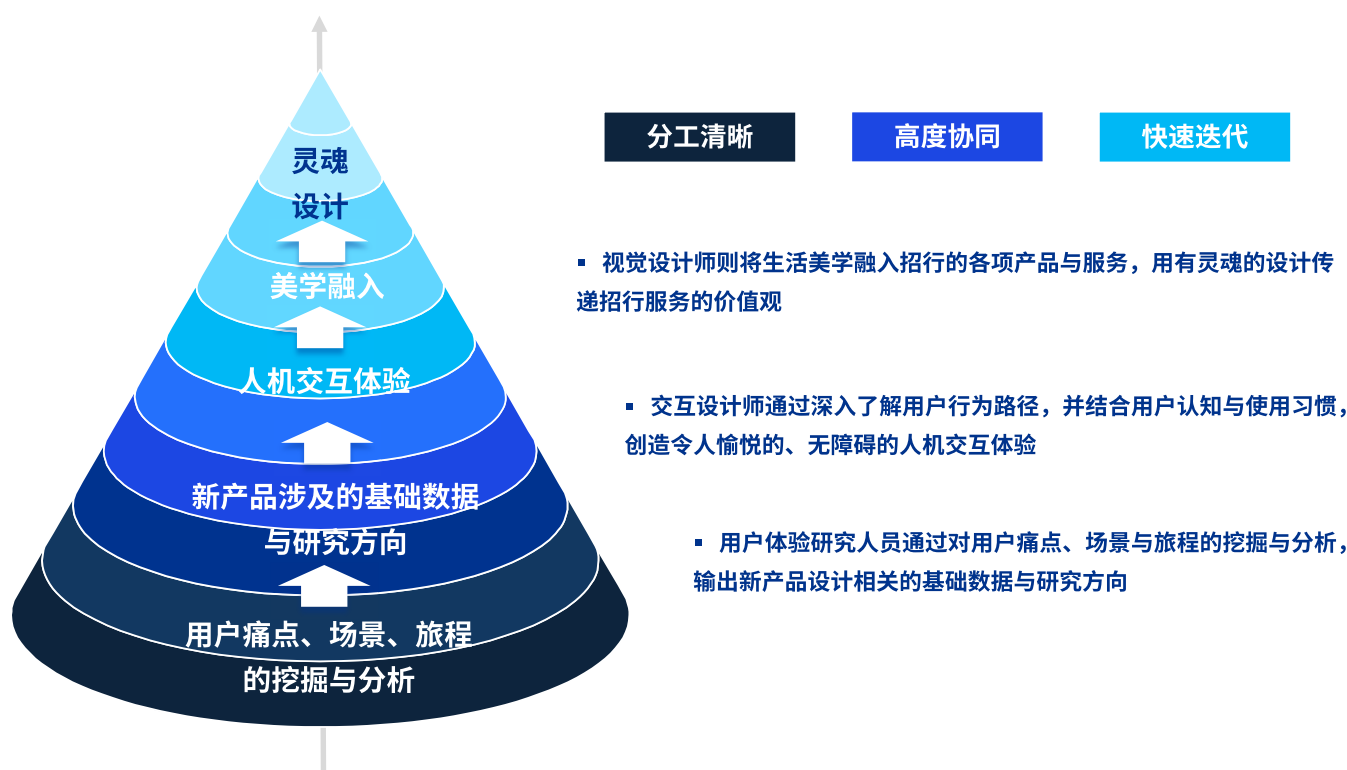 灵魂
设计
美学融入
人机交互体验
新产品涉及的基础数据
与研究方向
用户痛点、场景、旅程
的挖掘与分析
分工清晰
高度协同
快速迭代
▪ 视觉设计师则将生活美学融入招行的各项产品与服务，用有灵魂的设计传
递招行服务的价值观
▪ 交互设计师通过深入了解用户行为路径，并结合用户认知与使用习惯，
创造令人愉悦的、无障碍的人机交互体验
▪ 用户体验研究人员通过对用户痛点、场景与旅程的挖掘与分析，
输出新产品设计相关的基础数据与研究方向